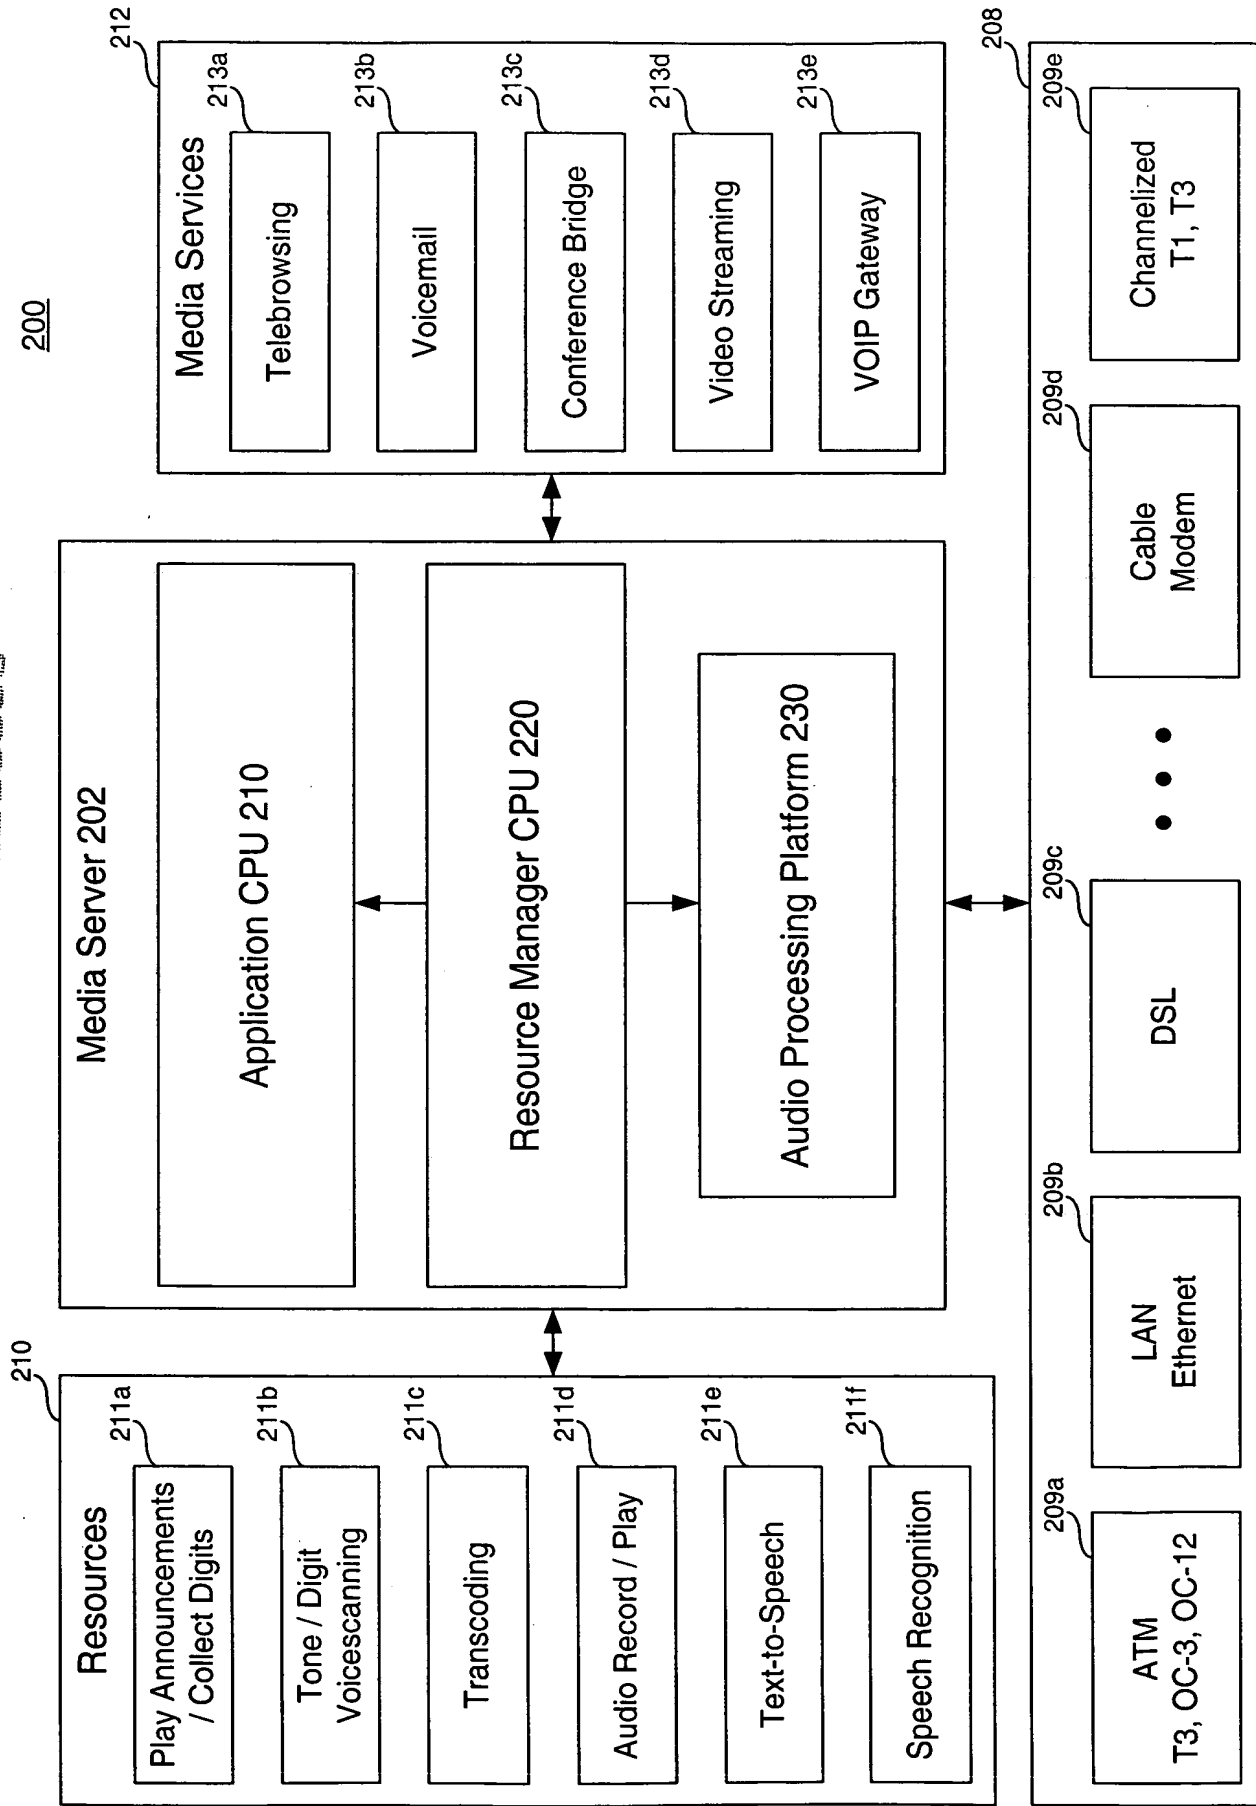 200
210
Resources
211a
Play Announcements
/ Collect Digits
211b
Tone / Digit
Voicescanning
211c
Transcoding
211d
Audio Record / Play
211e
Text-to-Speech
211f
Speech Recognition
Media Server 202
Application CPU 210
Resource Manager CPU 220
Audio Processing Platform 230
212
Media Services
213a
Telebrowsing
213b
Voicemail
213c
Conference Bridge
213d
Video Streaming
213e
VOIP Gateway
208
209a
ATM
T3, OC-3, OC-12
209b
LAN
Ethernet
209c
DSL
209d
Cable
Modem
209e
Channelized
T1, T3